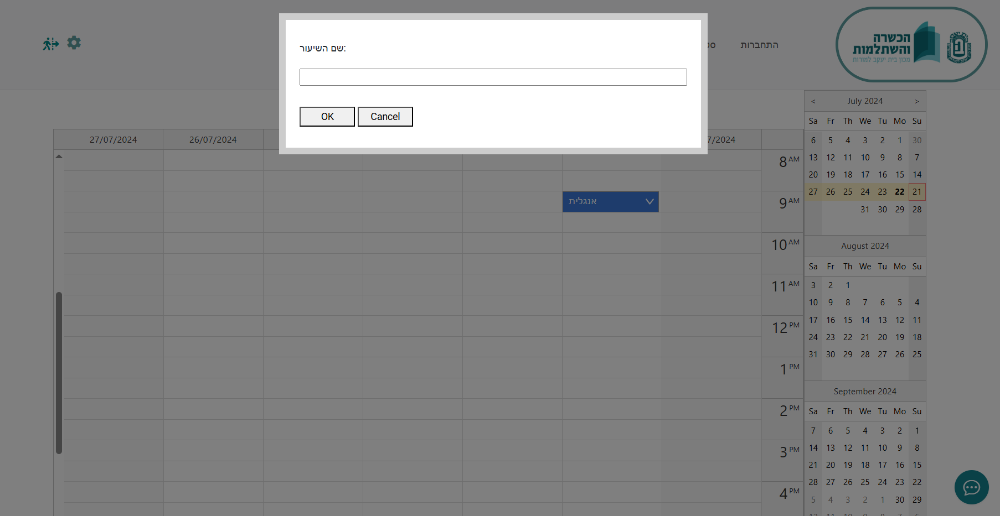 שם השיעור:
OK Cancel
התחברות
הכשרה
והשתלמות
מכון בית יעקב למורות
27/07/2024 26/07/2024 7/2024
8 AM
אנגלית
9 AM
10 AM
11 AM
12 PM
1 PM
2 PM
3 PM
4 PM
< July 2024 >
Sa Fr Th We Tu Mo Su
6 5 4 3 2 1 30
13 12 11 10 9 8 7
20 19 18 17 16 15 14
27 26 25 24 23 22 21
31 30 29 28
August 2024
Sa Fr Th We Tu Mo Su
3 2 1
10 9 8 7 6 5 4
17 16 15 14 13 12 11
24 23 22 21 20 19 18
31 30 29 28 27 26 25
September 2024
Sa Fr Th We Tu Mo Su
7 6 5 4 3 2 1
14 13 12 11 10 9 8
21 20 19 18 17 16 15
28 27 26 25 24 23 22
5 4 3 2 1 30 29